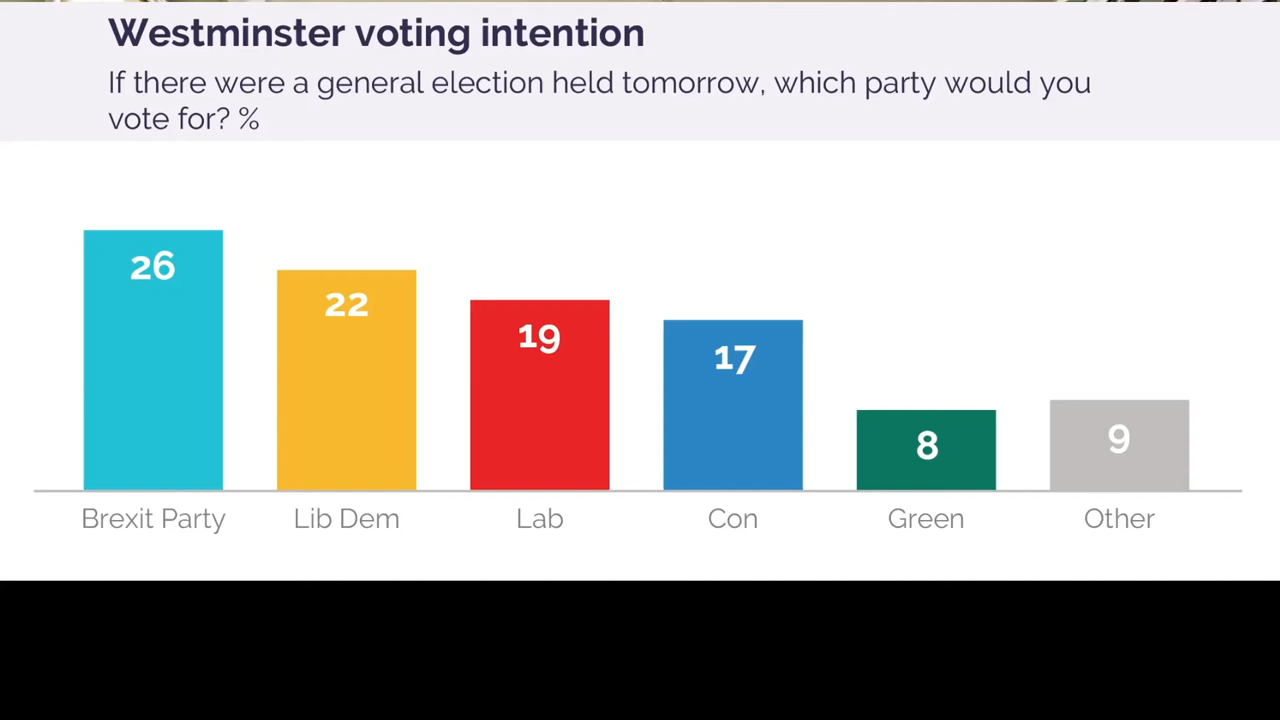 Westminster voting intention
If there were a general election held tomorrow, which party would you
vote for? %
26
22
19
17
8
9
Brexit Party
Lib Dem
Lab
Con
Green
Other